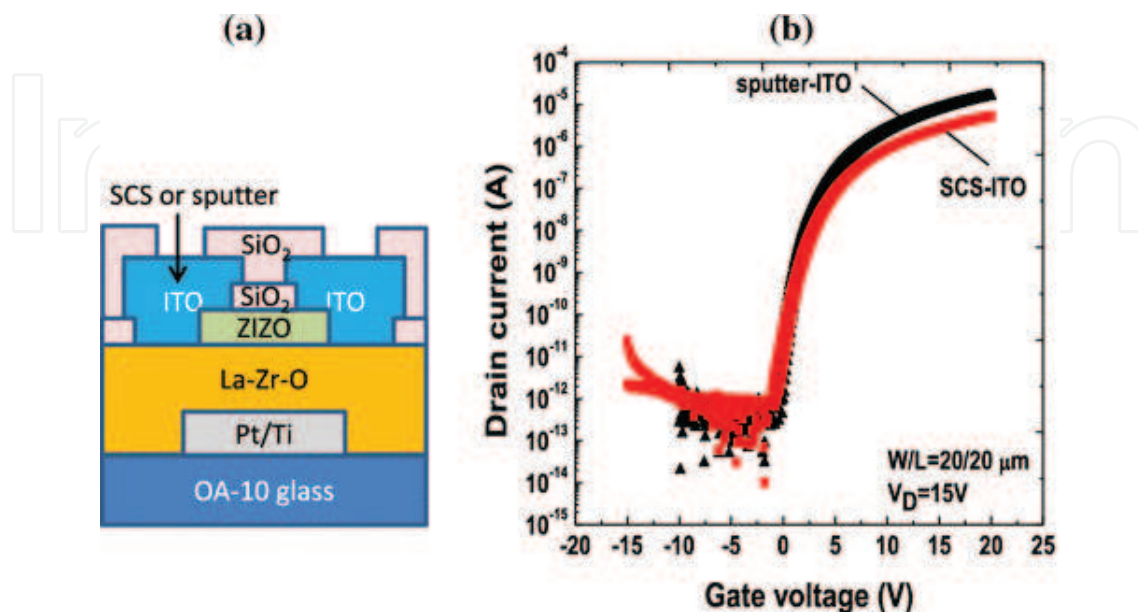 (a)
(b)
SCS or sputter
SiO₂
SiO₂
ITO
ITO
ZIZO
La-Zr-O
Pt/Ti
OA-10 glass
Drain current (A)
10⁻⁴
10⁻⁵
10⁻⁶
10⁻⁷
10⁻⁸
10⁻⁹
10⁻¹⁰
10⁻¹¹
10⁻¹²
10⁻¹³
10⁻¹⁴
10⁻¹⁵
sputter-ITO
SCS-ITO
W/L=20/20 μm
V_D=15V
-20 -15 -10 -5 0 5 10 15 20 25
Gate voltage (V)